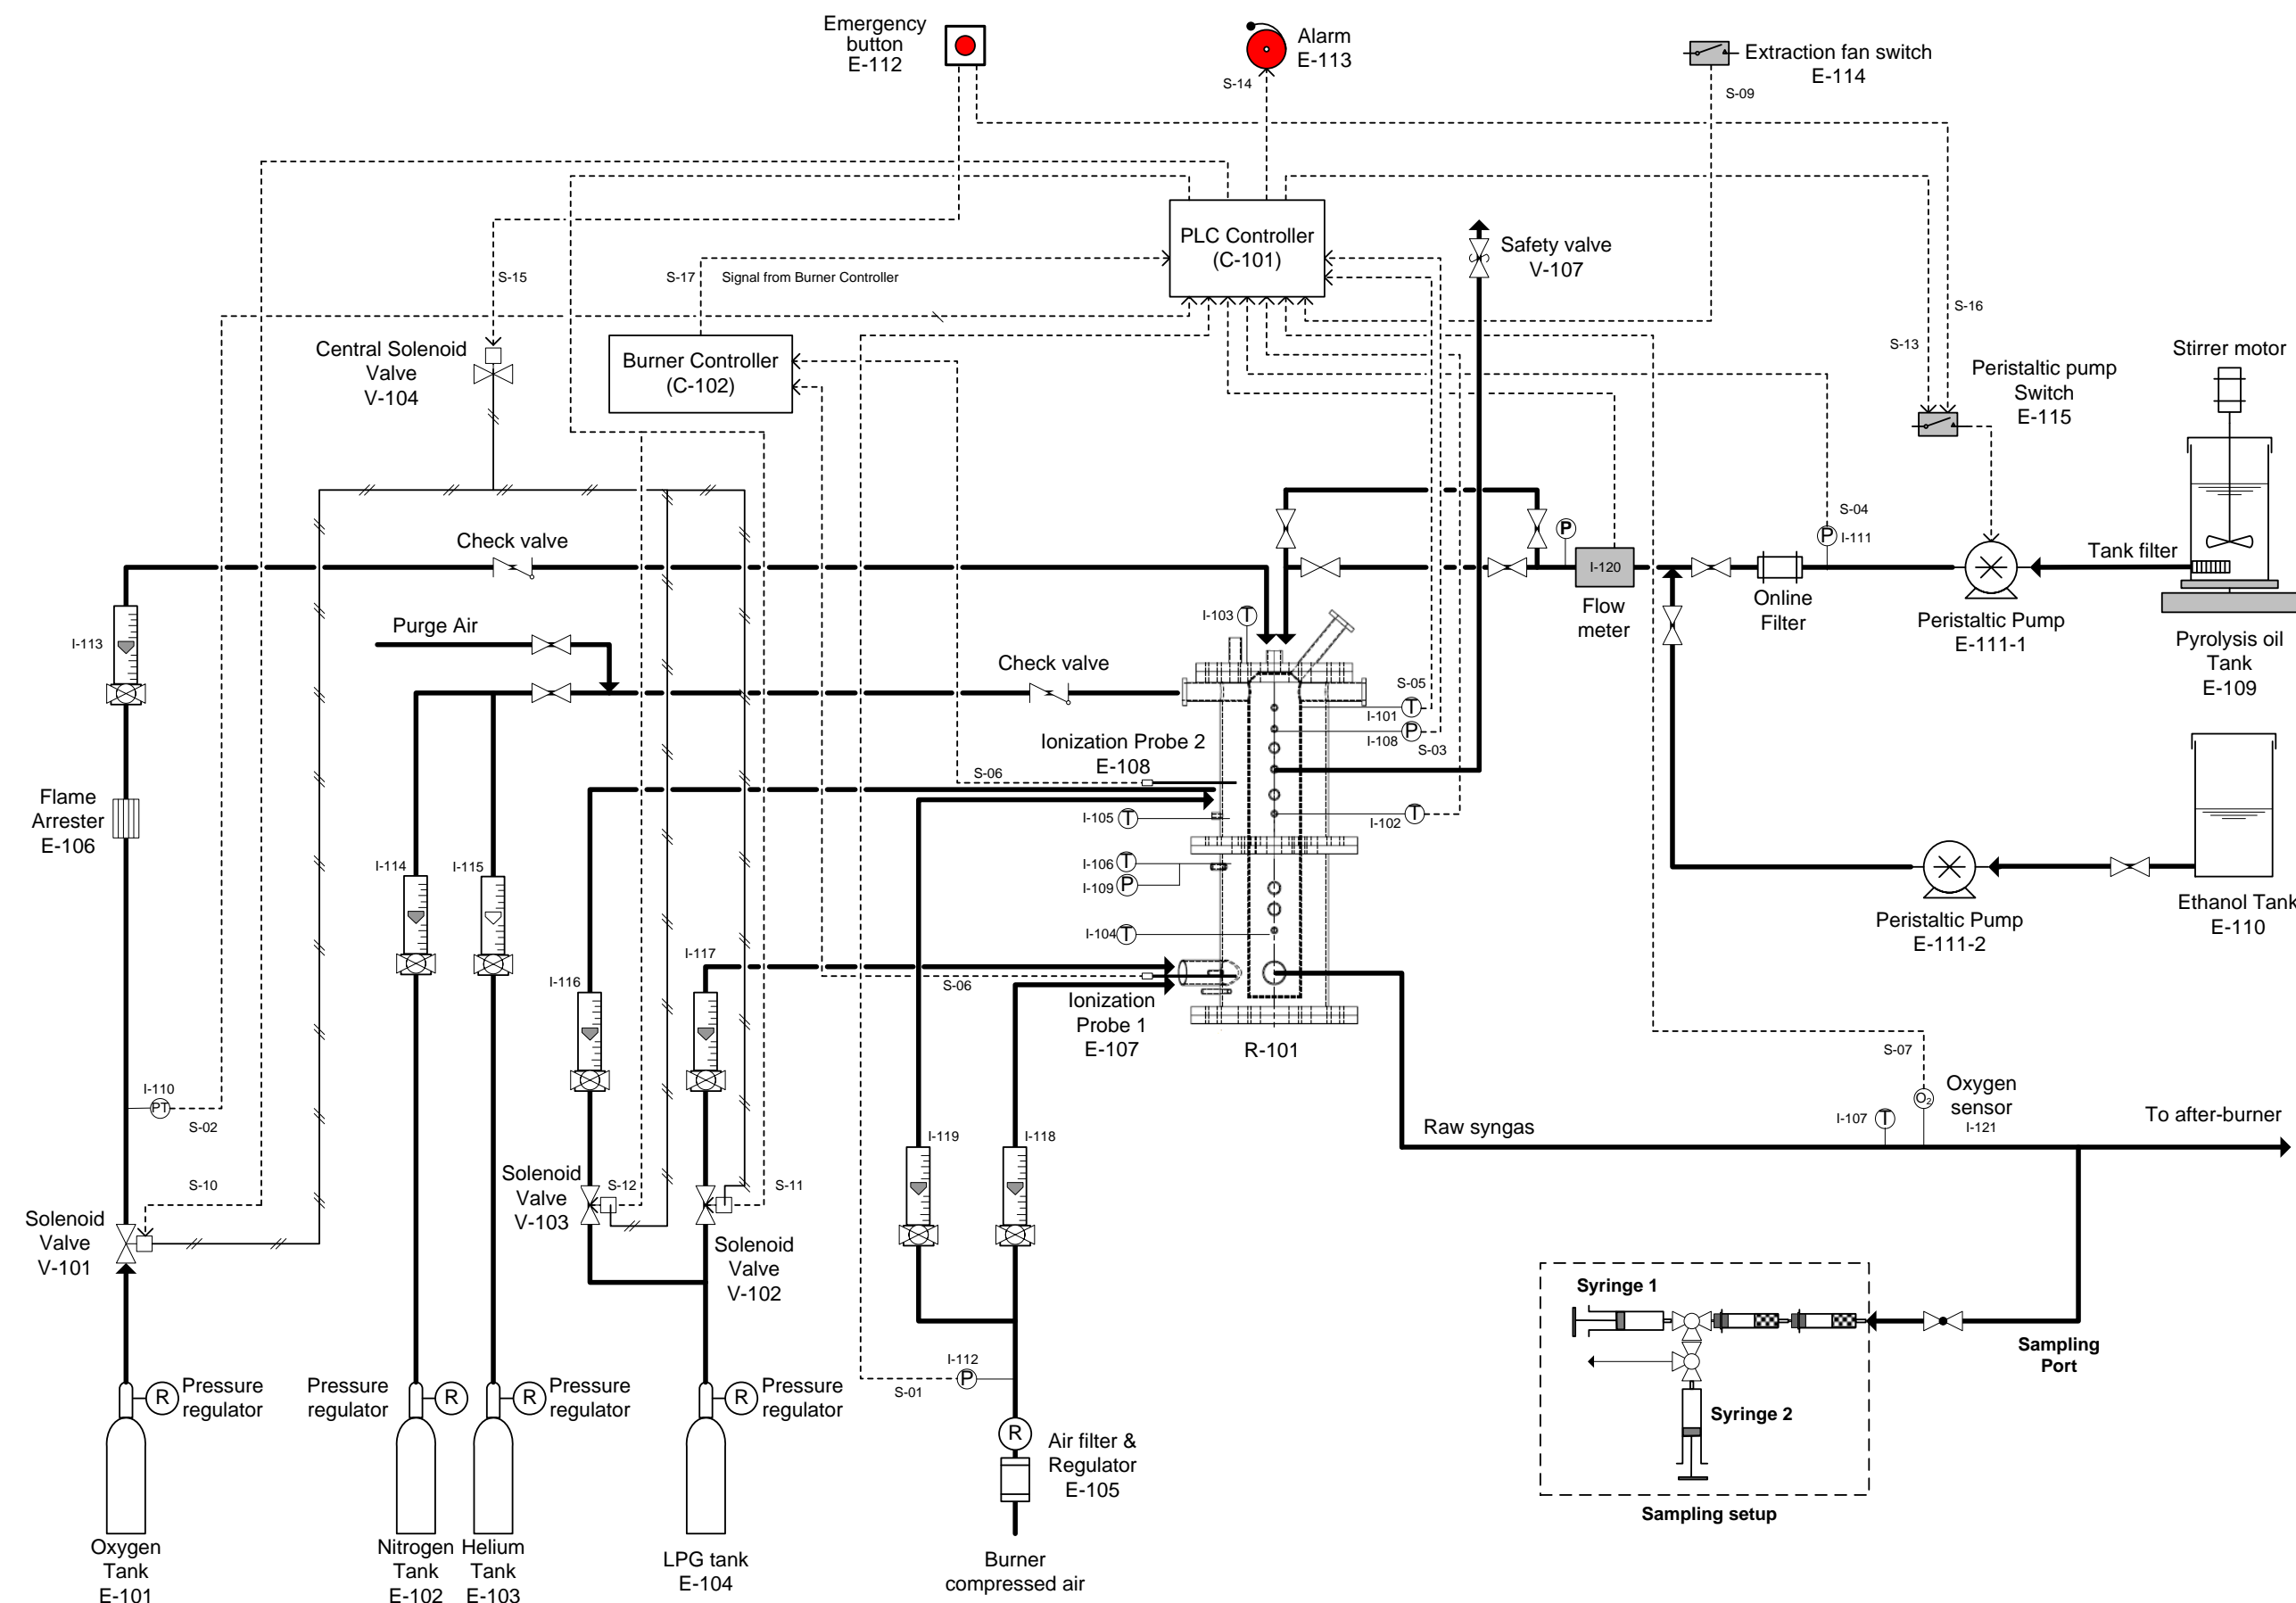 Emergency
button
E-112
Alarm
E-113
S-14
Extraction fan switch
E-114
S-09
PLC Controller
(C-101)
Safety valve
V-107
S-15
S-17
Signal from Burner Controller
S-16
S-13
Central Solenoid
Valve
V-104
Burner Controller
(C-102)
Peristaltic pump
Switch
E-115
Stirrer motor
Check valve
P
S-04
P
I-111
I-120
Flow
meter
Online
Filter
Tank filter
Peristaltic Pump
E-111-1
Pyrolysis oil
Tank
E-109
I-113
Purge Air
I-103
T
Check valve
S-05
I-101
T
I-108
P
S-03
Ionization Probe 2
E-108
S-06
Flame
Arrester
E-106
I-105
T
I-102
T
I-106
T
I-109
P
I-114
I-115
I-104
T
Peristaltic Pump
E-111-2
Ethanol Tank
E-110
I-116
I-117
S-06
Ionization
Probe 1
E-107
R-101
S-07
Oxygen
sensor
I-121
O2
I-107
T
I-110
PT
S-02
Raw syngas
To after-burner
I-119
I-118
S-10
Solenoid
Valve
V-101
Solenoid
Valve
V-103
S-12
S-11
Solenoid
Valve
V-102
Syringe 1
Sampling
Port
Syringe 2
Sampling setup
I-112
P
S-01
R
Pressure
regulator
Pressure
regulator
R
R
Pressure
regulator
R
Pressure
regulator
R
Air filter &
Regulator
E-105
Oxygen
Tank
E-101
Nitrogen
Tank
E-102
Helium
Tank
E-103
LPG tank
E-104
Burner
compressed air